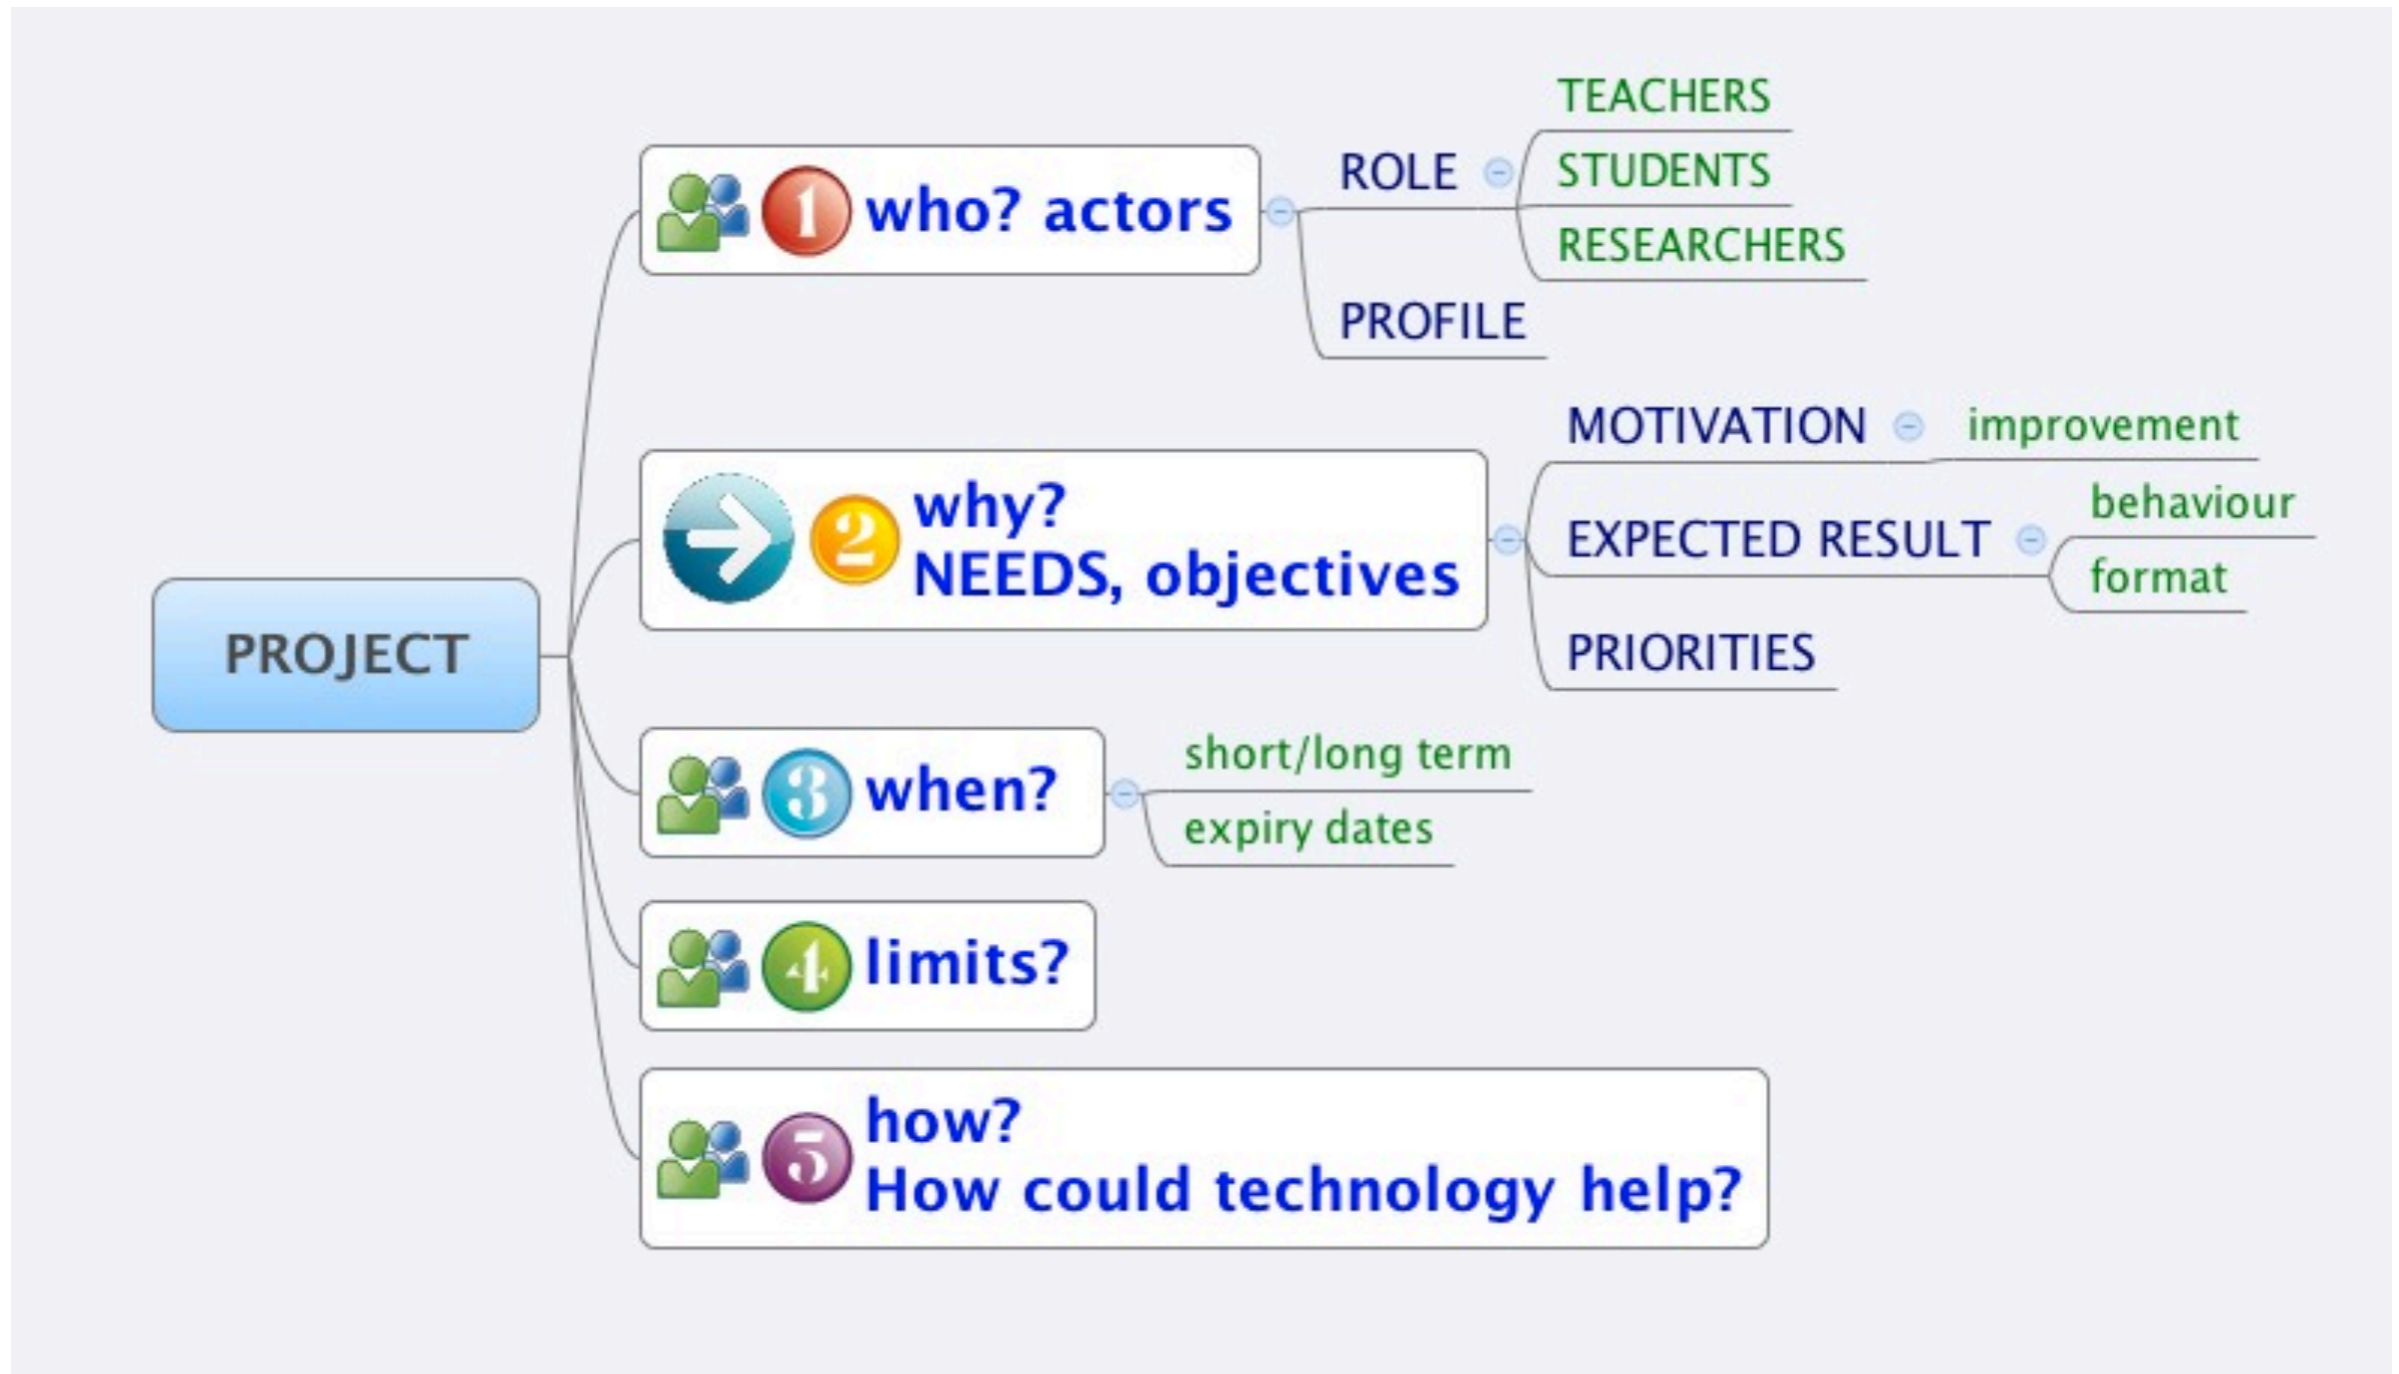 PROJECT
1 who? actors
ROLE
TEACHERS
STUDENTS
RESEARCHERS
PROFILE
2 why?
NEEDS, objectives
MOTIVATION
improvement
EXPECTED RESULT
behaviour
format
PRIORITIES
3 when?
short/long term
expiry dates
4 limits?
5 how?
How could technology help?